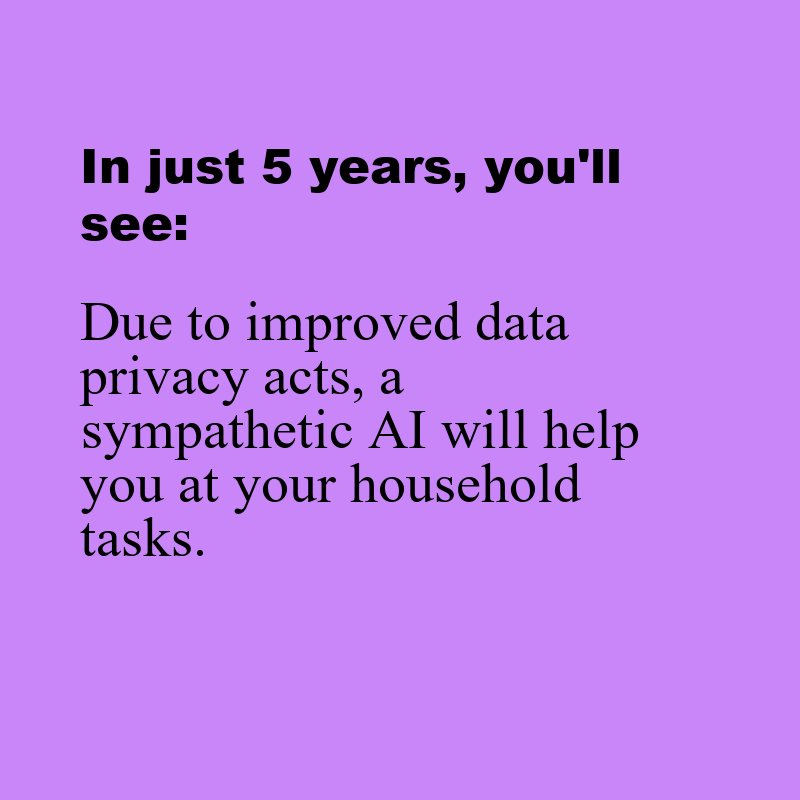 In just 5 years, you'll
see:
Due to improved data
privacy acts, a
sympathetic AI will help
you at your household
tasks.